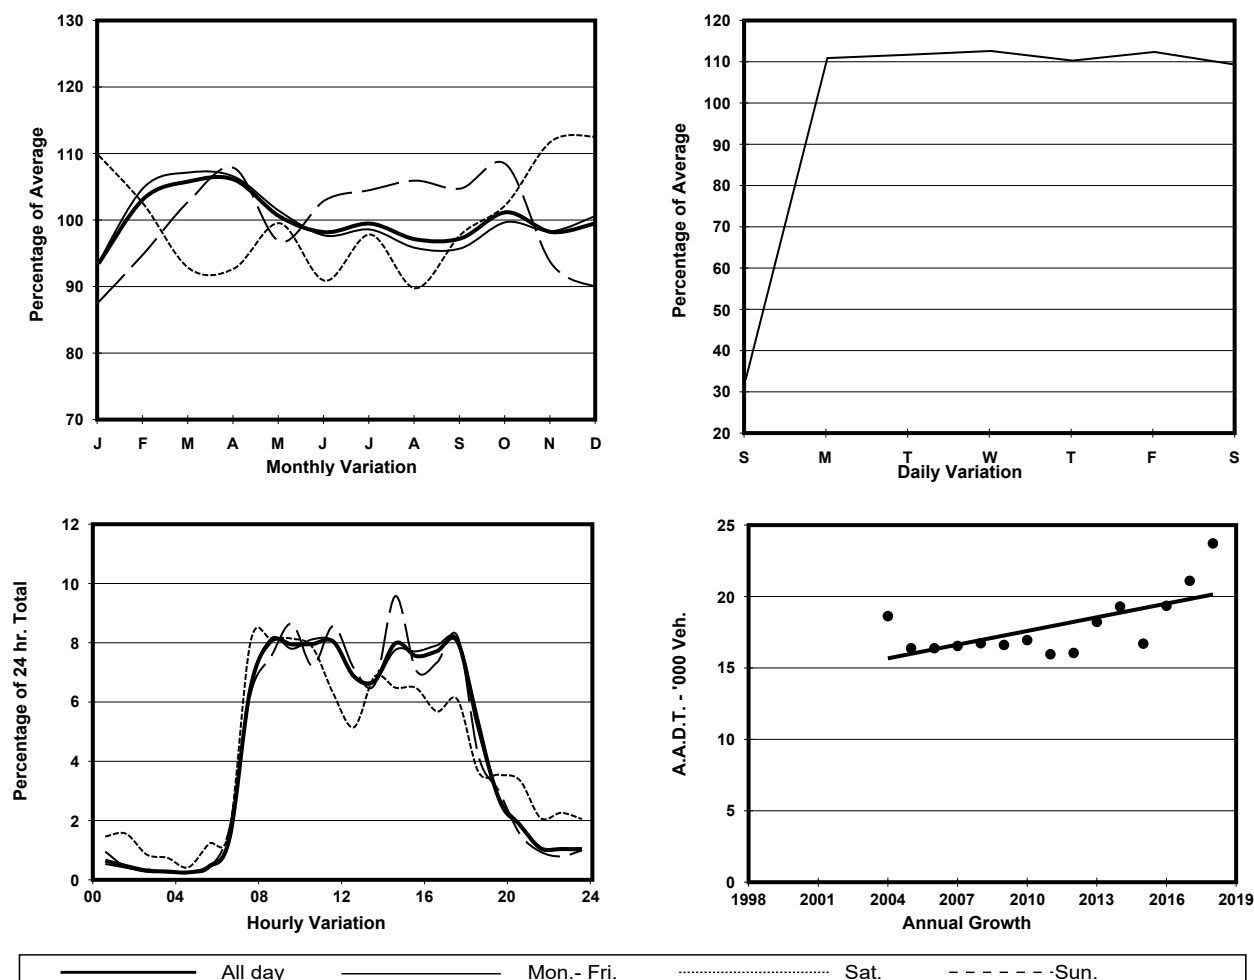 130
120
110
100
90
80
70
Percentage of Average
J F M A M J J A S O N D
Monthly Variation
120
110
100
90
80
70
60
50
40
30
20
Percentage of Average
S M T W T F S
Daily Variation
12
10
8
6
4
2
0
Percentage of 24 hr. Total
00 04 08 12 16 20 24
Hourly Variation
25
20
15
10
5
0
A.A.D.T. - '000 Veh.
1998 2001 2004 2007 2010 2013 2016 2019
Annual Growth
All day Mon.- Fri. Sat. Sun.